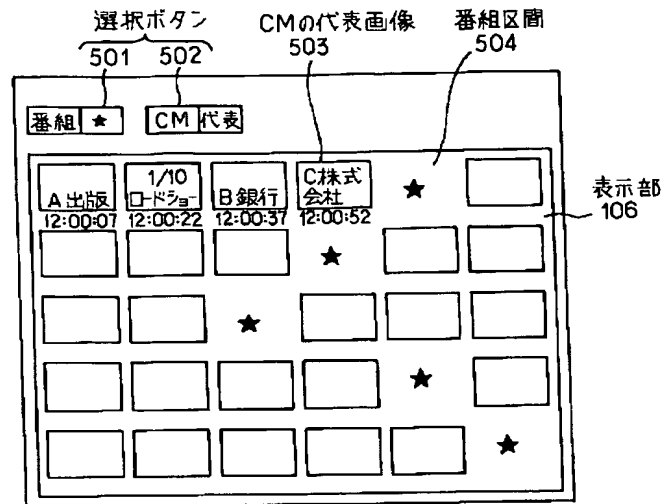 選択ボタン
501 502
CMの代表画像
503
番組区間
504
番組 ★ CM 代表
A出版 1/10 ロードショー B銀行 C株式会社 ★
12:00:07 12:00:22 12:00:37 12:00:52
表示部
106
★
★
★
★